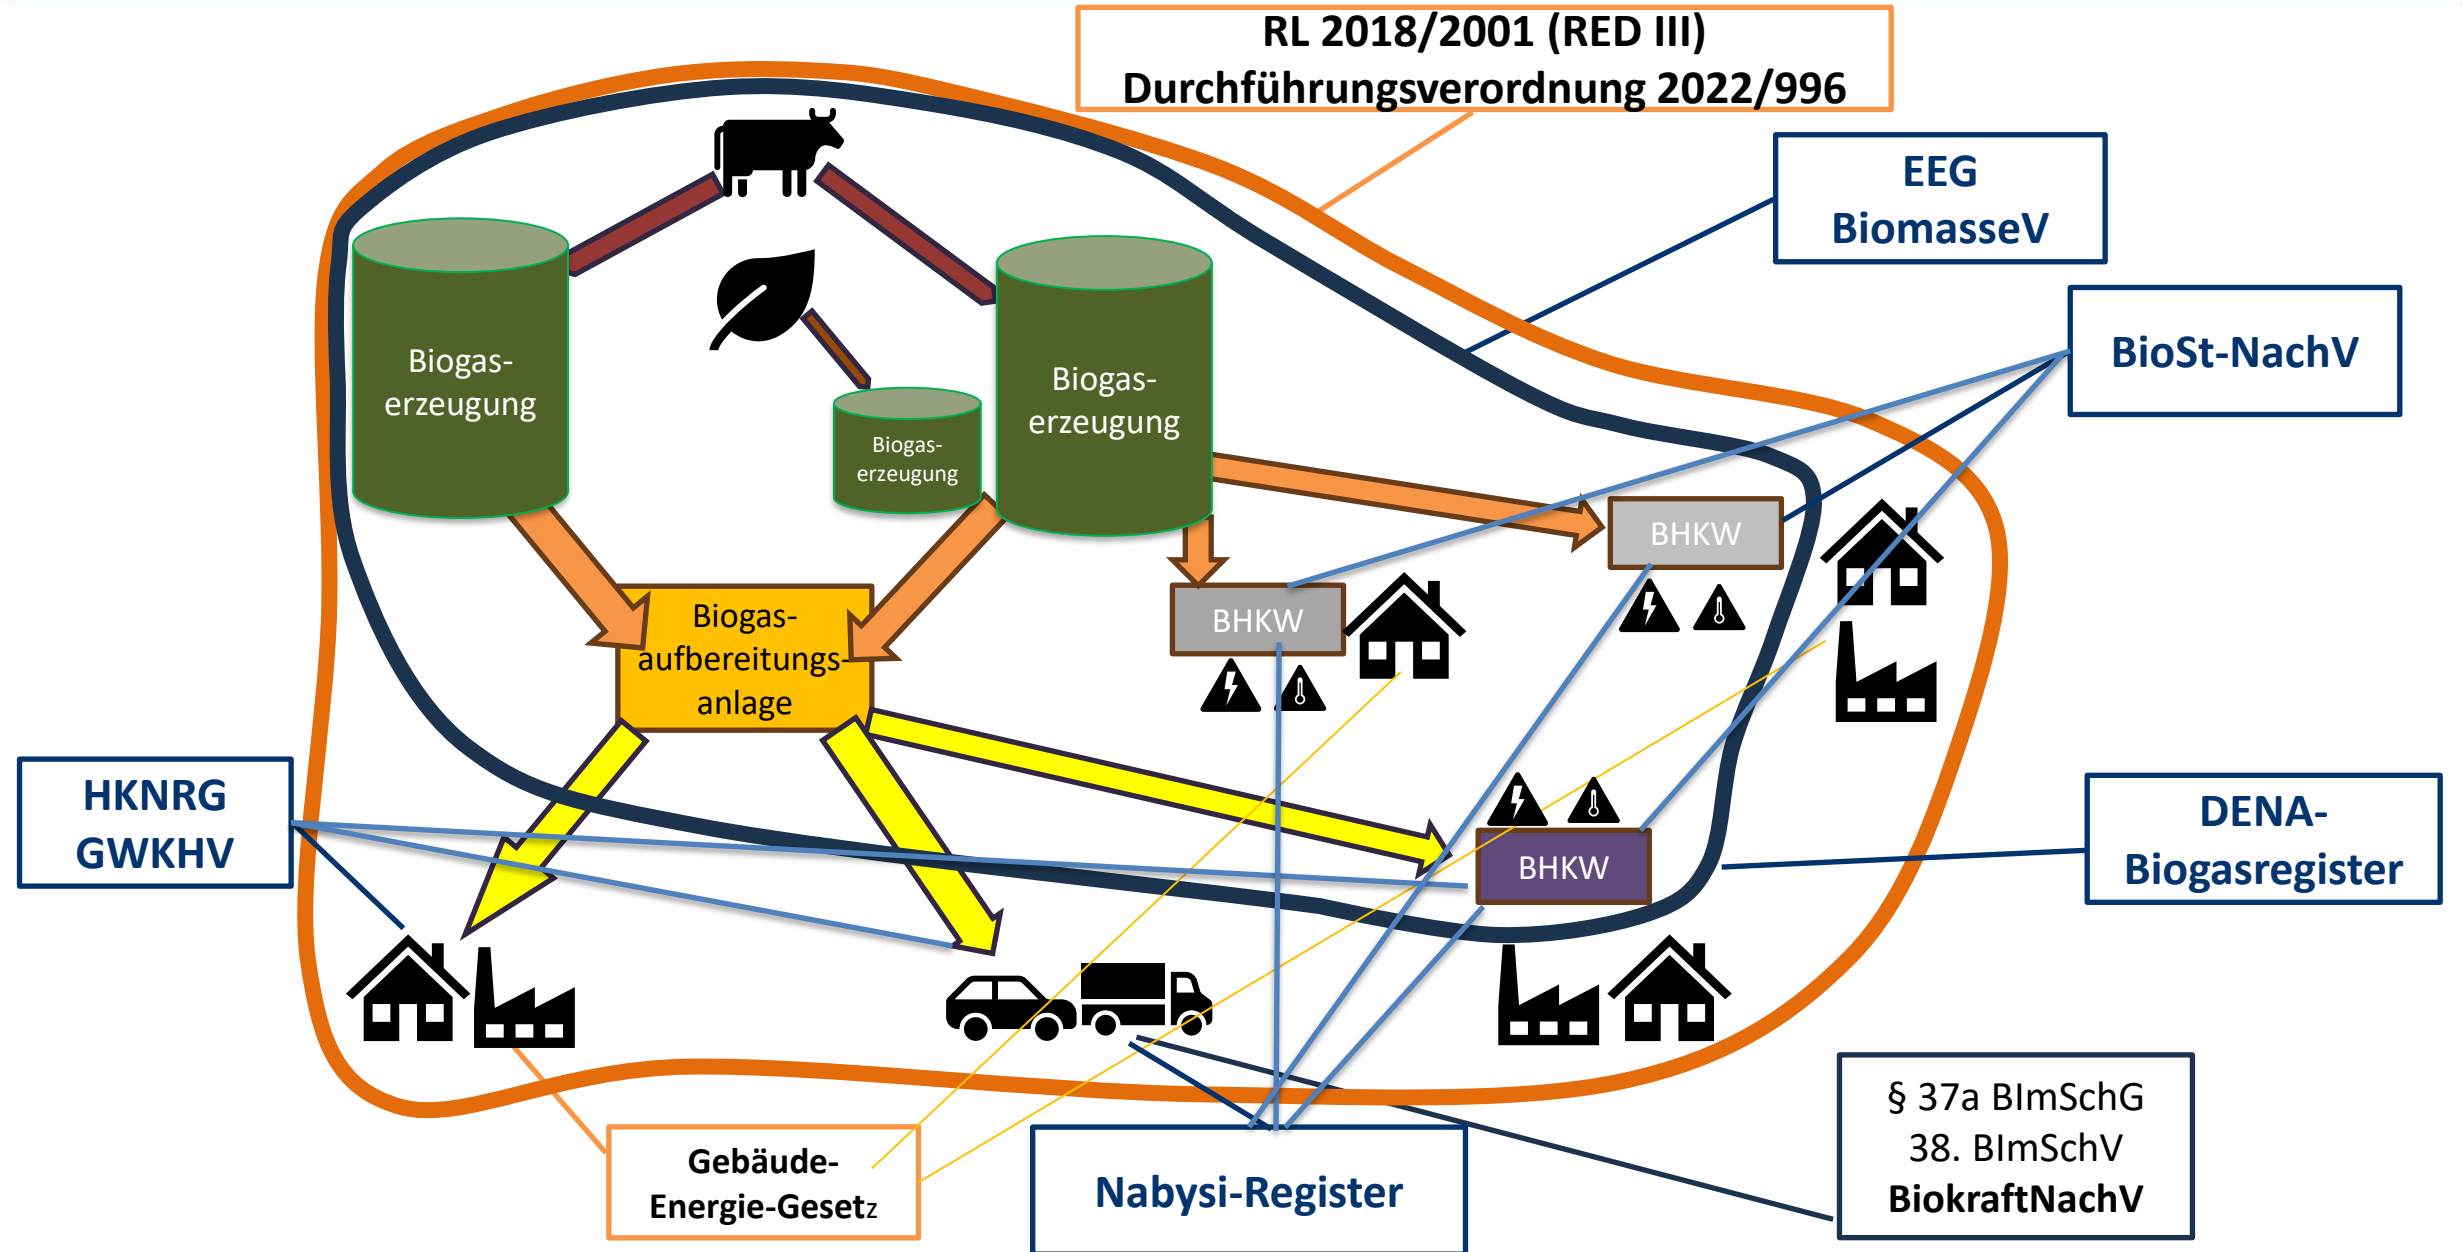 RL 2018/2001 (RED III)
Durchführungsverordnung 2022/996
EEG
BiomasseV
BioSt-NachV
Biogas-
erzeugung
Biogas-
erzeugung
Biogas-
erzeugung
BHKW
BHKW
Biogas-
aufbereitungs-
anlage
HKNRG
GWKHV
BHKW
DENA-
Biogasregister
Gebäude-
Energie-Gesetz
Nabysi-Register
§ 37a BImSchG
38. BImSchV
BiokraftNachV